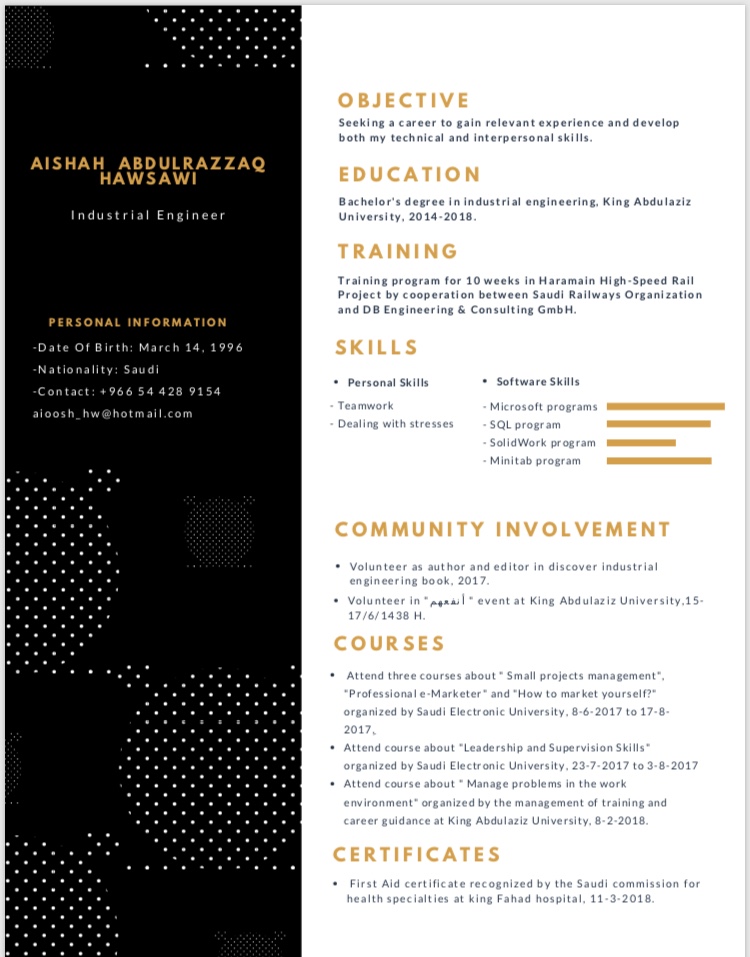 AISHAH ABDULRAZZAQ
HAWSAWI
Industrial Engineer
PERSONAL INFORMATION
-Date Of Birth: March 14, 1996
-Nationality: Saudi
-Contact: +966 54 428 9154
aioosh_hw@hotmail.com
OBJECTIVE
Seeking a career to gain relevant experience and develop
both my technical and interpersonal skills.
EDUCATION
Bachelor's degree in industrial engineering, King Abdulaziz
University, 2014-2018.
TRAINING
Training program for 10 weeks in Haramain High-Speed Rail
Project by cooperation between Saudi Railways Organization
and DB Engineering & Consulting GmbH.
SKILLS
• Personal Skills
- Teamwork
- Dealing with stresses
• Software Skills
- Microsoft programs
- SQL program
- SolidWork program
- Minitab program
COMMUNITY INVOLVEMENT
• Volunteer as author and editor in discover industrial
engineering book, 2017.
• Volunteer in "أنفعهم" event at King Abdulaziz University,15-
17/6/1438 H.
COURSES
• Attend three courses about " Small projects management",
"Professional e-Marketer" and "How to market yourself?"
organized by Saudi Electronic University, 8-6-2017 to 17-8-
2017,.
• Attend course about "Leadership and Supervision Skills"
organized by Saudi Electronic University, 23-7-2017 to 3-8-2017
• Attend course about " Manage problems in the work
environment" organized by the management of training and
career guidance at King Abdulaziz University, 8-2-2018.
CERTIFICATES
• First Aid certificate recognized by the Saudi commission for
health specialties at king Fahad hospital, 11-3-2018.